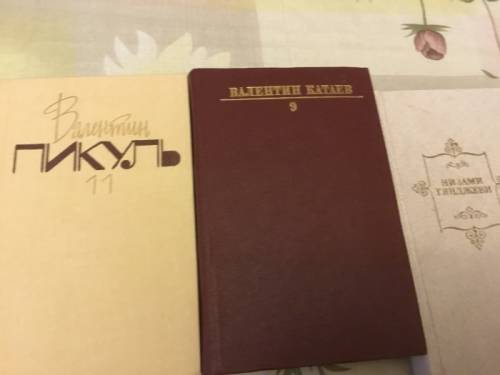 Валентин
ПИКУЛЬ
11
ВАЛЕНТИН КАТАЕВ
9
НИЗАМИ
ГЯНДЖЕВИ